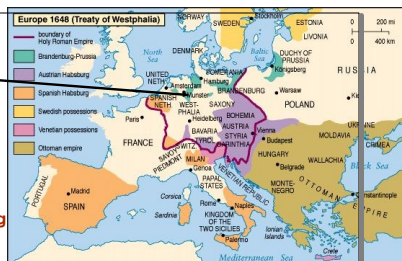 Europe 1648 (Treaty of Westphalia)
boundary of
Holy Roman Empire
Brandenburg-Prussia
Austrian Habsburg
Spanish Habsburg
Swedish possessions
Venetian possessions
Ottoman empire
0 200 mi
0 400 km
NORWAY
SWEDEN
Stockholm
ESTONIA
LIVONIA
North
Sea
DENMARK
Baltic
Sea
DUCHY OF
PRUSSIA
Königsberg
RUSSIA
UNITED
NETH
Amsterdam
POMERANIA
Münster
BRANDENBURG
Warsaw
SPANISH
NETH
WEST-
PHALIA
SAXONY
POLAND
Paris
Heidelberg
BOHEMIA
FRANCE
BAVARIA
AUSTRIA
Vienna
TYROL
STYRIA
CARINTHIA
Budapest
MOLDAVIA
UKRAINE
CRIMEA
SWITZ
SAVOY
PIEDMONT
MILAN
HUNGARY
WALLACHIA
Belgrade
Black Sea
Genoa
VENETIAN REPUBLIC
PAPAL
STATES
MONTE-
NEGRO
OTTOMAN EMPIRE
Constantinople
PORTUGAL
Madrid
SPAIN
Corsica
Rome
Naples
Sardinia
KINGDOM
OF THE
TWO SICILIES
Palermo
Ionian
Isles
Crete
Mediterranean Sea
g